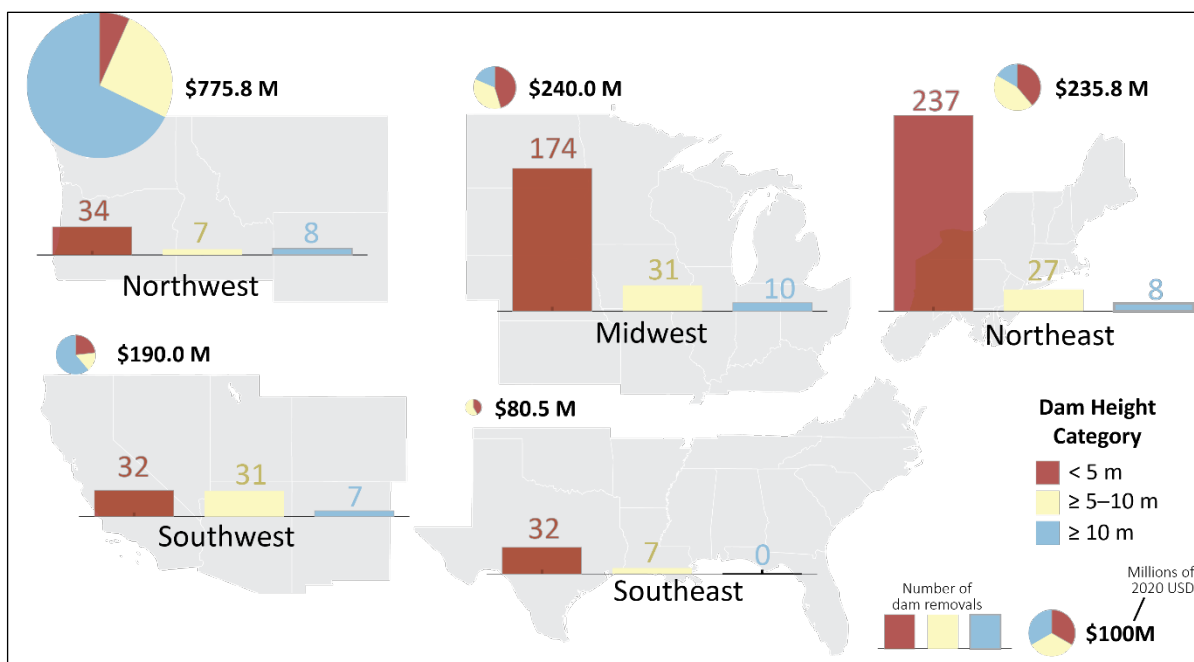 $775.8 M
34
7
8
Northwest
$240.0 M
174
31
10
Midwest
$235.8 M
237
27
8
Northeast
$190.0 M
32
31
7
Southwest
$80.5 M
32
7
0
Southeast
Dam Height
Category
< 5 m
≥ 5–10 m
≥ 10 m
Number of
dam removals
Millions of
2020 USD
$100M